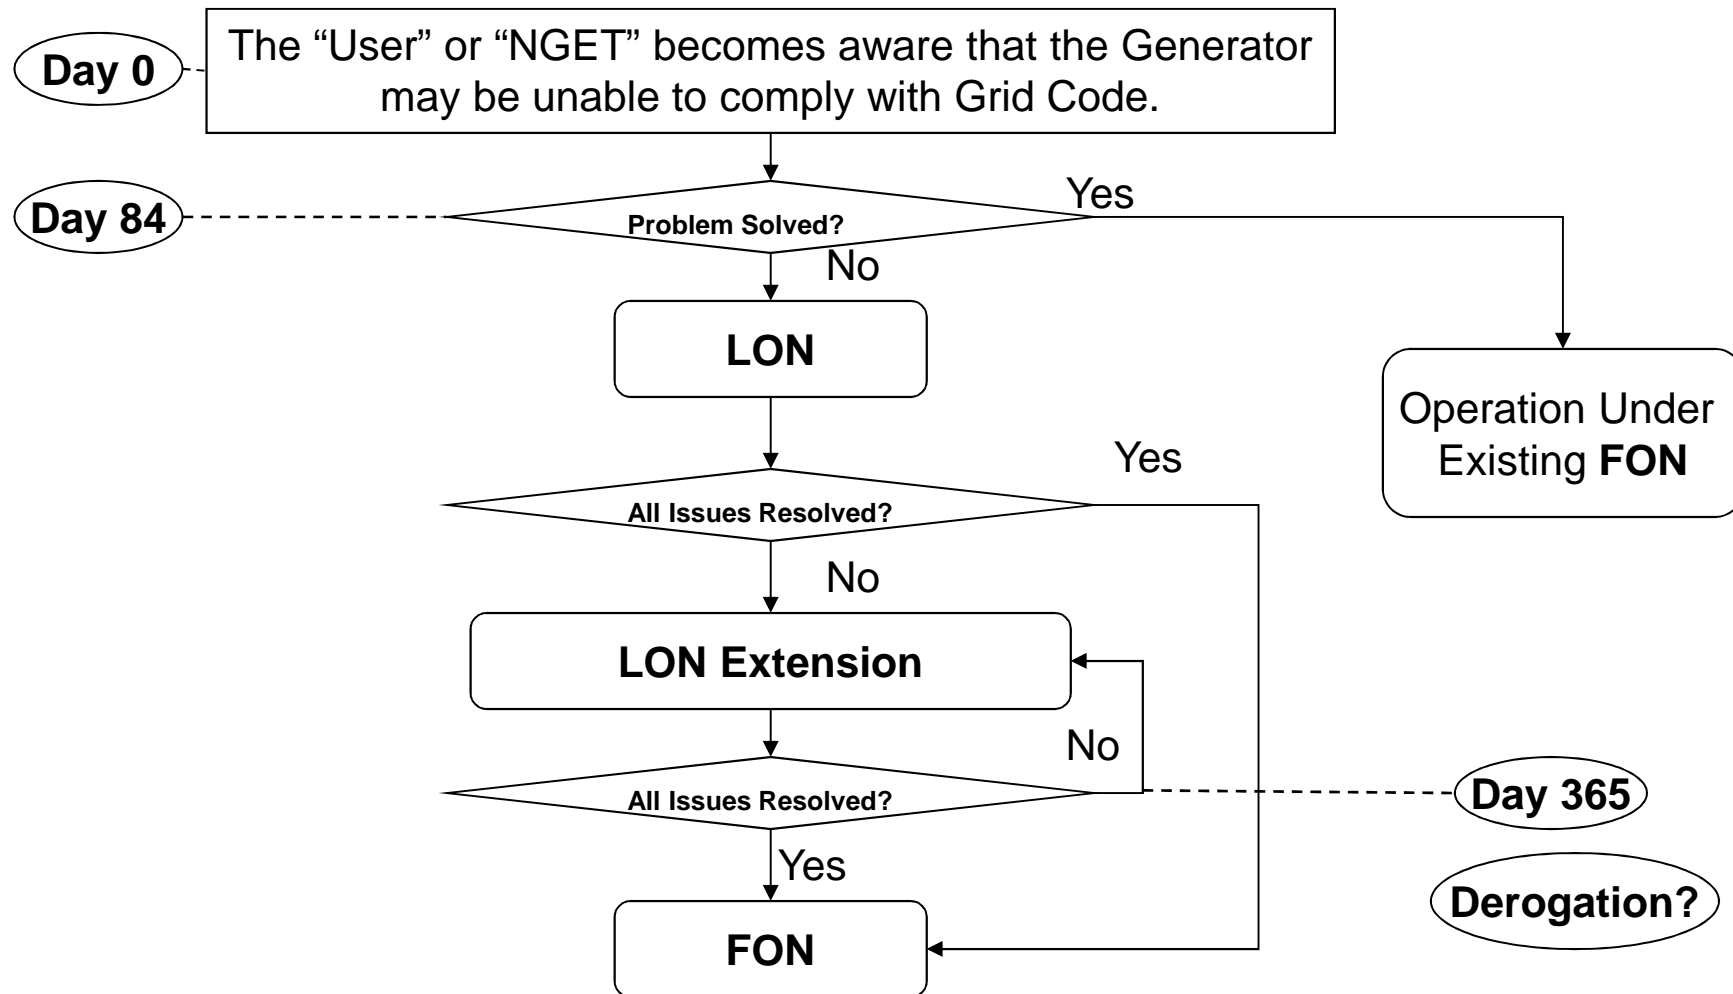 Day 0
The “User” or “NGET” becomes aware that the Generator
may be unable to comply with Grid Code.
Day 84
Problem Solved?
Yes
No
LON
Operation Under
Existing FON
All Issues Resolved?
Yes
No
LON Extension
No
All Issues Resolved?
Day 365
Yes
Derogation?
FON